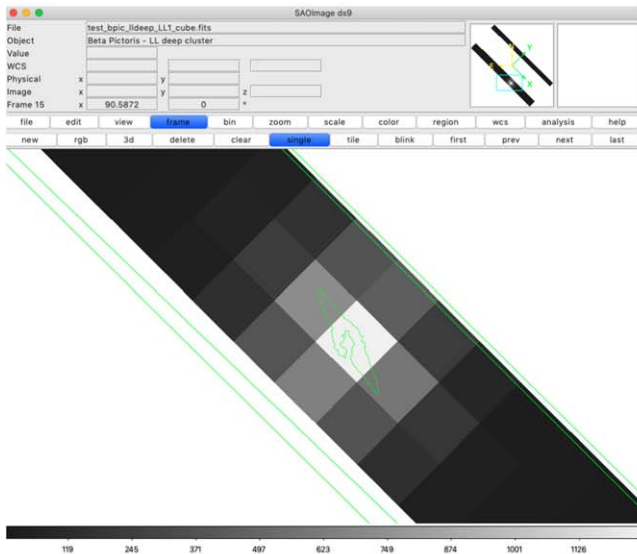 SAOImage ds9
File test_bpic_lldeep_LL1_cube.fits
Object Beta Pictoris - LL deep cluster
Value
WCS
Physical x y
Image x y z
Frame 15 x 90.5872 0 °
file edit view frame bin zoom scale color region wcs analysis help
new rgb 3d delete clear single tile blink first prev next last
119 245 371 497 623 749 874 1001 1126